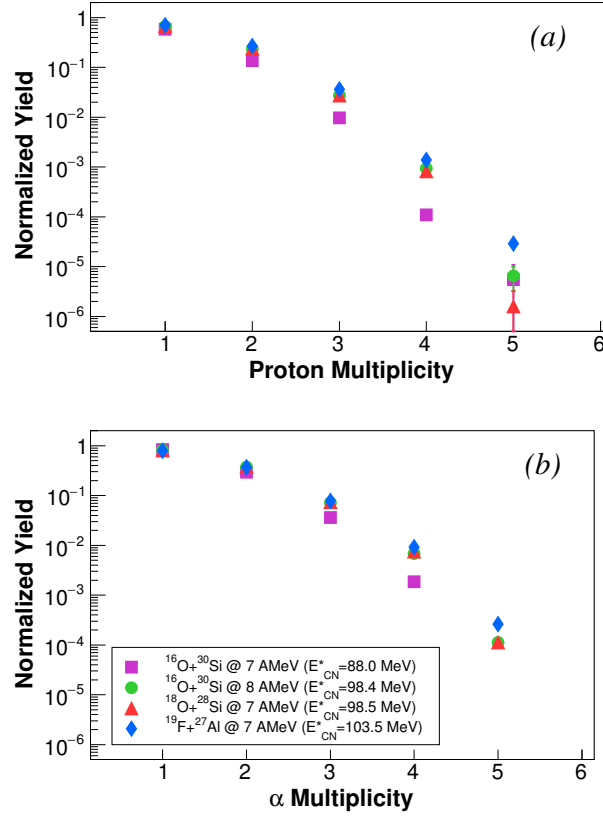 (a)
Normalized Yield
1
10⁻¹
10⁻²
10⁻³
10⁻⁴
10⁻⁵
10⁻⁶
1 2 3 4 5 6
Proton Multiplicity
(b)
Normalized Yield
1
10⁻¹
10⁻²
10⁻³
10⁻⁴
10⁻⁵
10⁻⁶
¹⁶O+³⁰Si @ 7 AMeV (E*CN=88.0 MeV)
¹⁶O+³⁰Si @ 8 AMeV (E*CN=98.4 MeV)
¹⁸O+²⁸Si @ 7 AMeV (E*CN=98.5 MeV)
¹⁹F+²⁷Al @ 7 AMeV (E*CN=103.5 MeV)
1 2 3 4 5 6
α Multiplicity